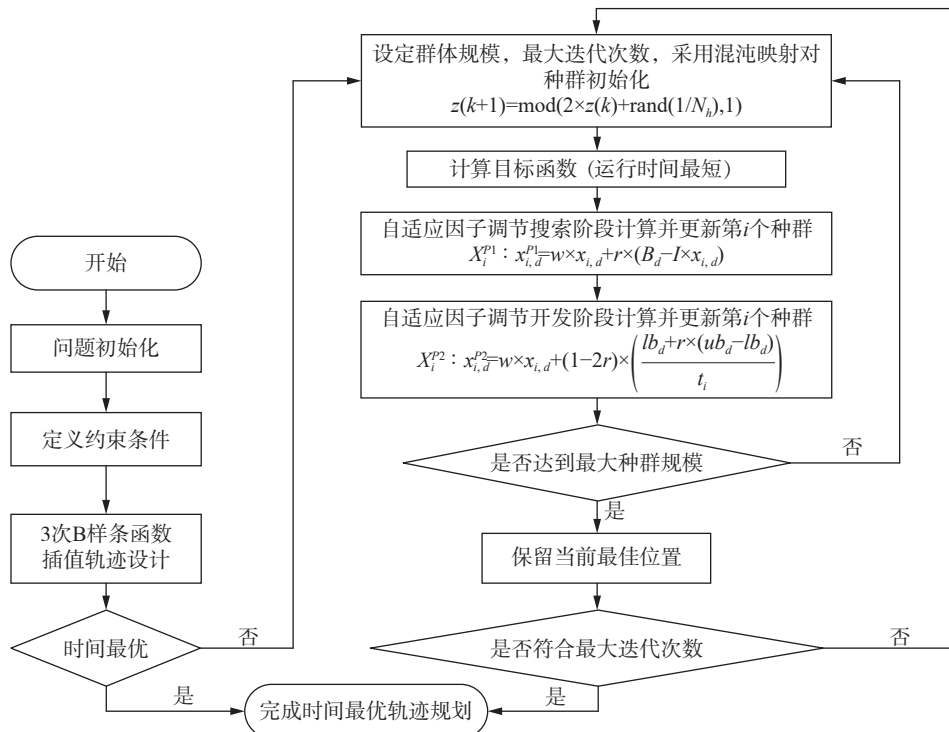 开始
问题初始化
定义约束条件
3次B样条函数
插值轨迹设计
时间最优
否
是
设定群体规模，最大迭代次数，采用混沌映射对
种群初始化
z(k+1)=mod(2×z(k)+rand(1/N_h),1)
计算目标函数 (运行时间最短)
自适应因子调节搜索阶段计算并更新第i个种群
X_i^{P1}：x_{i,d}^{P1}=w×x_{i,d}+r×(B_d−I×x_{i,d})
自适应因子调节开发阶段计算并更新第i个种群
X_i^{P2}：x_{i,d}^{P2}=w×x_{i,d}+(1−2r)×((lb_d+r×(ub_d−lb_d))/t_i)
是否达到最大种群规模
否
是
保留当前最佳位置
是否符合最大迭代次数
否
是
完成时间最优轨迹规划